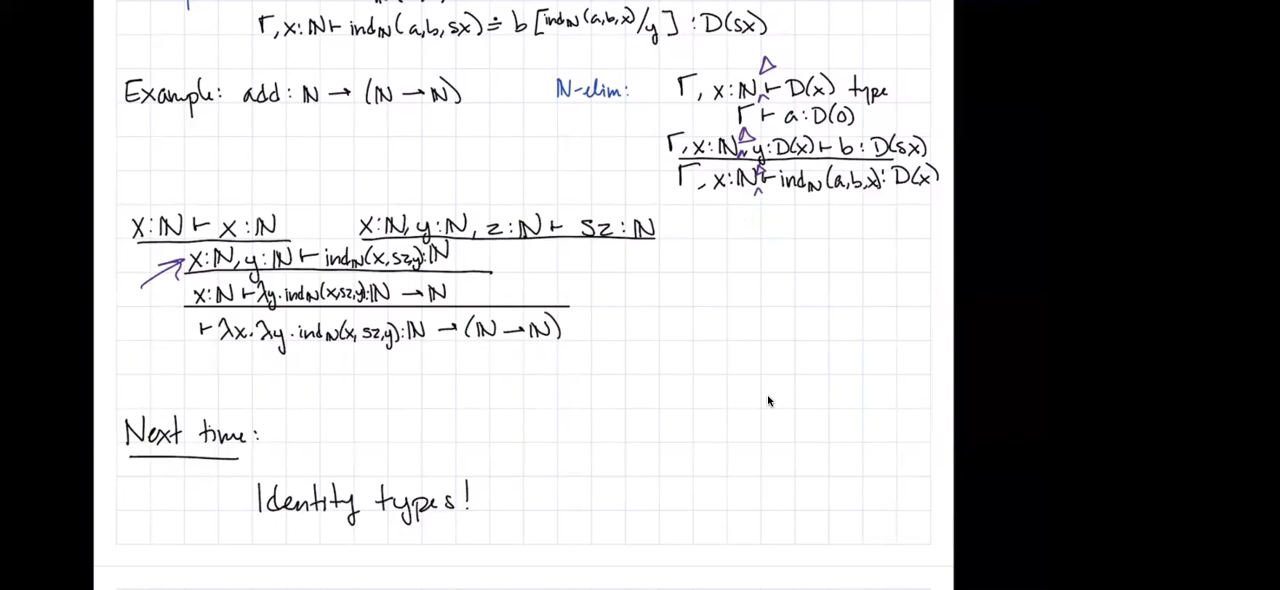 Γ, x:ℕ ⊢ indℕ(a,b,sx) ≐ b[indℕ(a,b,x)/y] : D(sx)
Example: add: ℕ → (ℕ → ℕ)
ℕ-elim:
Γ, x:ℕ, Δ ⊢ D(x) type
Γ ⊢ a:D(0)
Γ, x:ℕ, Δ, y:D(x) ⊢ b:D(sx)
Γ, x:ℕ, Δ ⊢ indℕ(a,b,x):D(x)
x:ℕ ⊢ x:ℕ
x:ℕ, y:ℕ, z:ℕ ⊢ sz:ℕ
x:ℕ, y:ℕ ⊢ indℕ(x,sz,y):ℕ
x:ℕ ⊢ λy.indℕ(x,sz,y):ℕ → ℕ
⊢ λx.λy.indℕ(x,sz,y):ℕ → (ℕ → ℕ)
Next time:
Identity types!